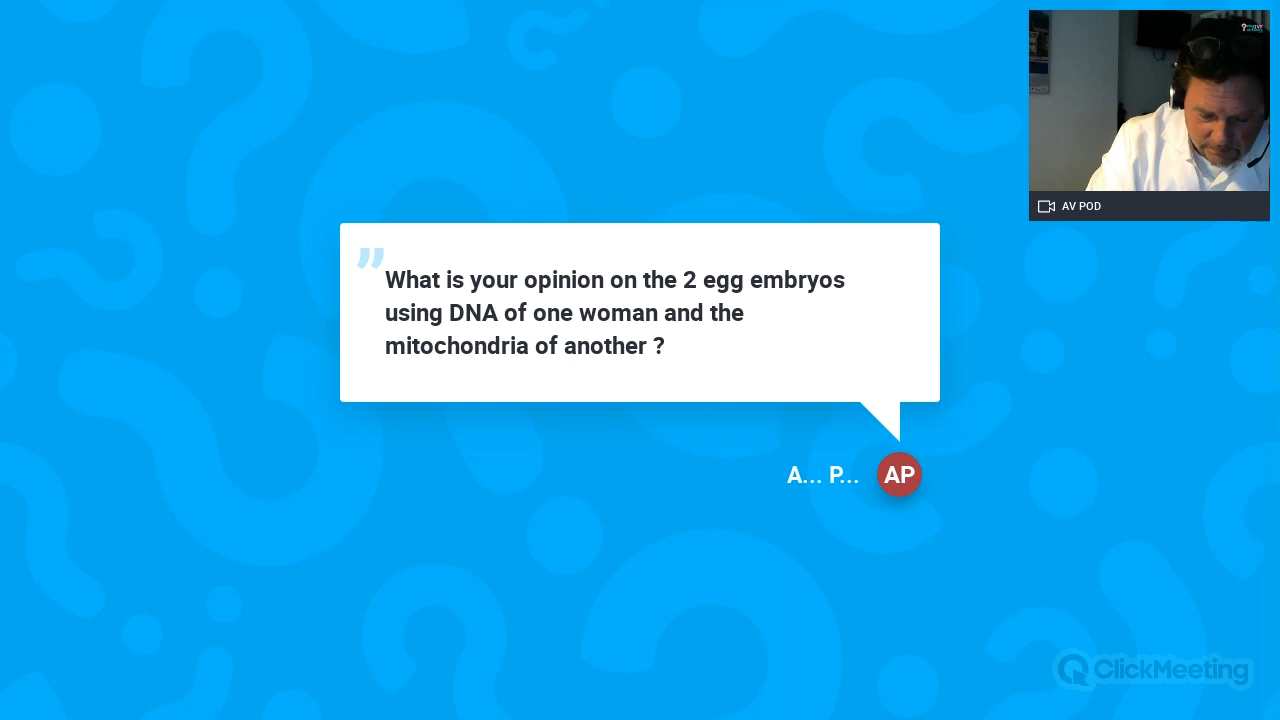 AV POD
”
What is your opinion on the 2 egg embryos
using DNA of one woman and the
mitochondria of another ?
A... P... AP
ClickMeeting